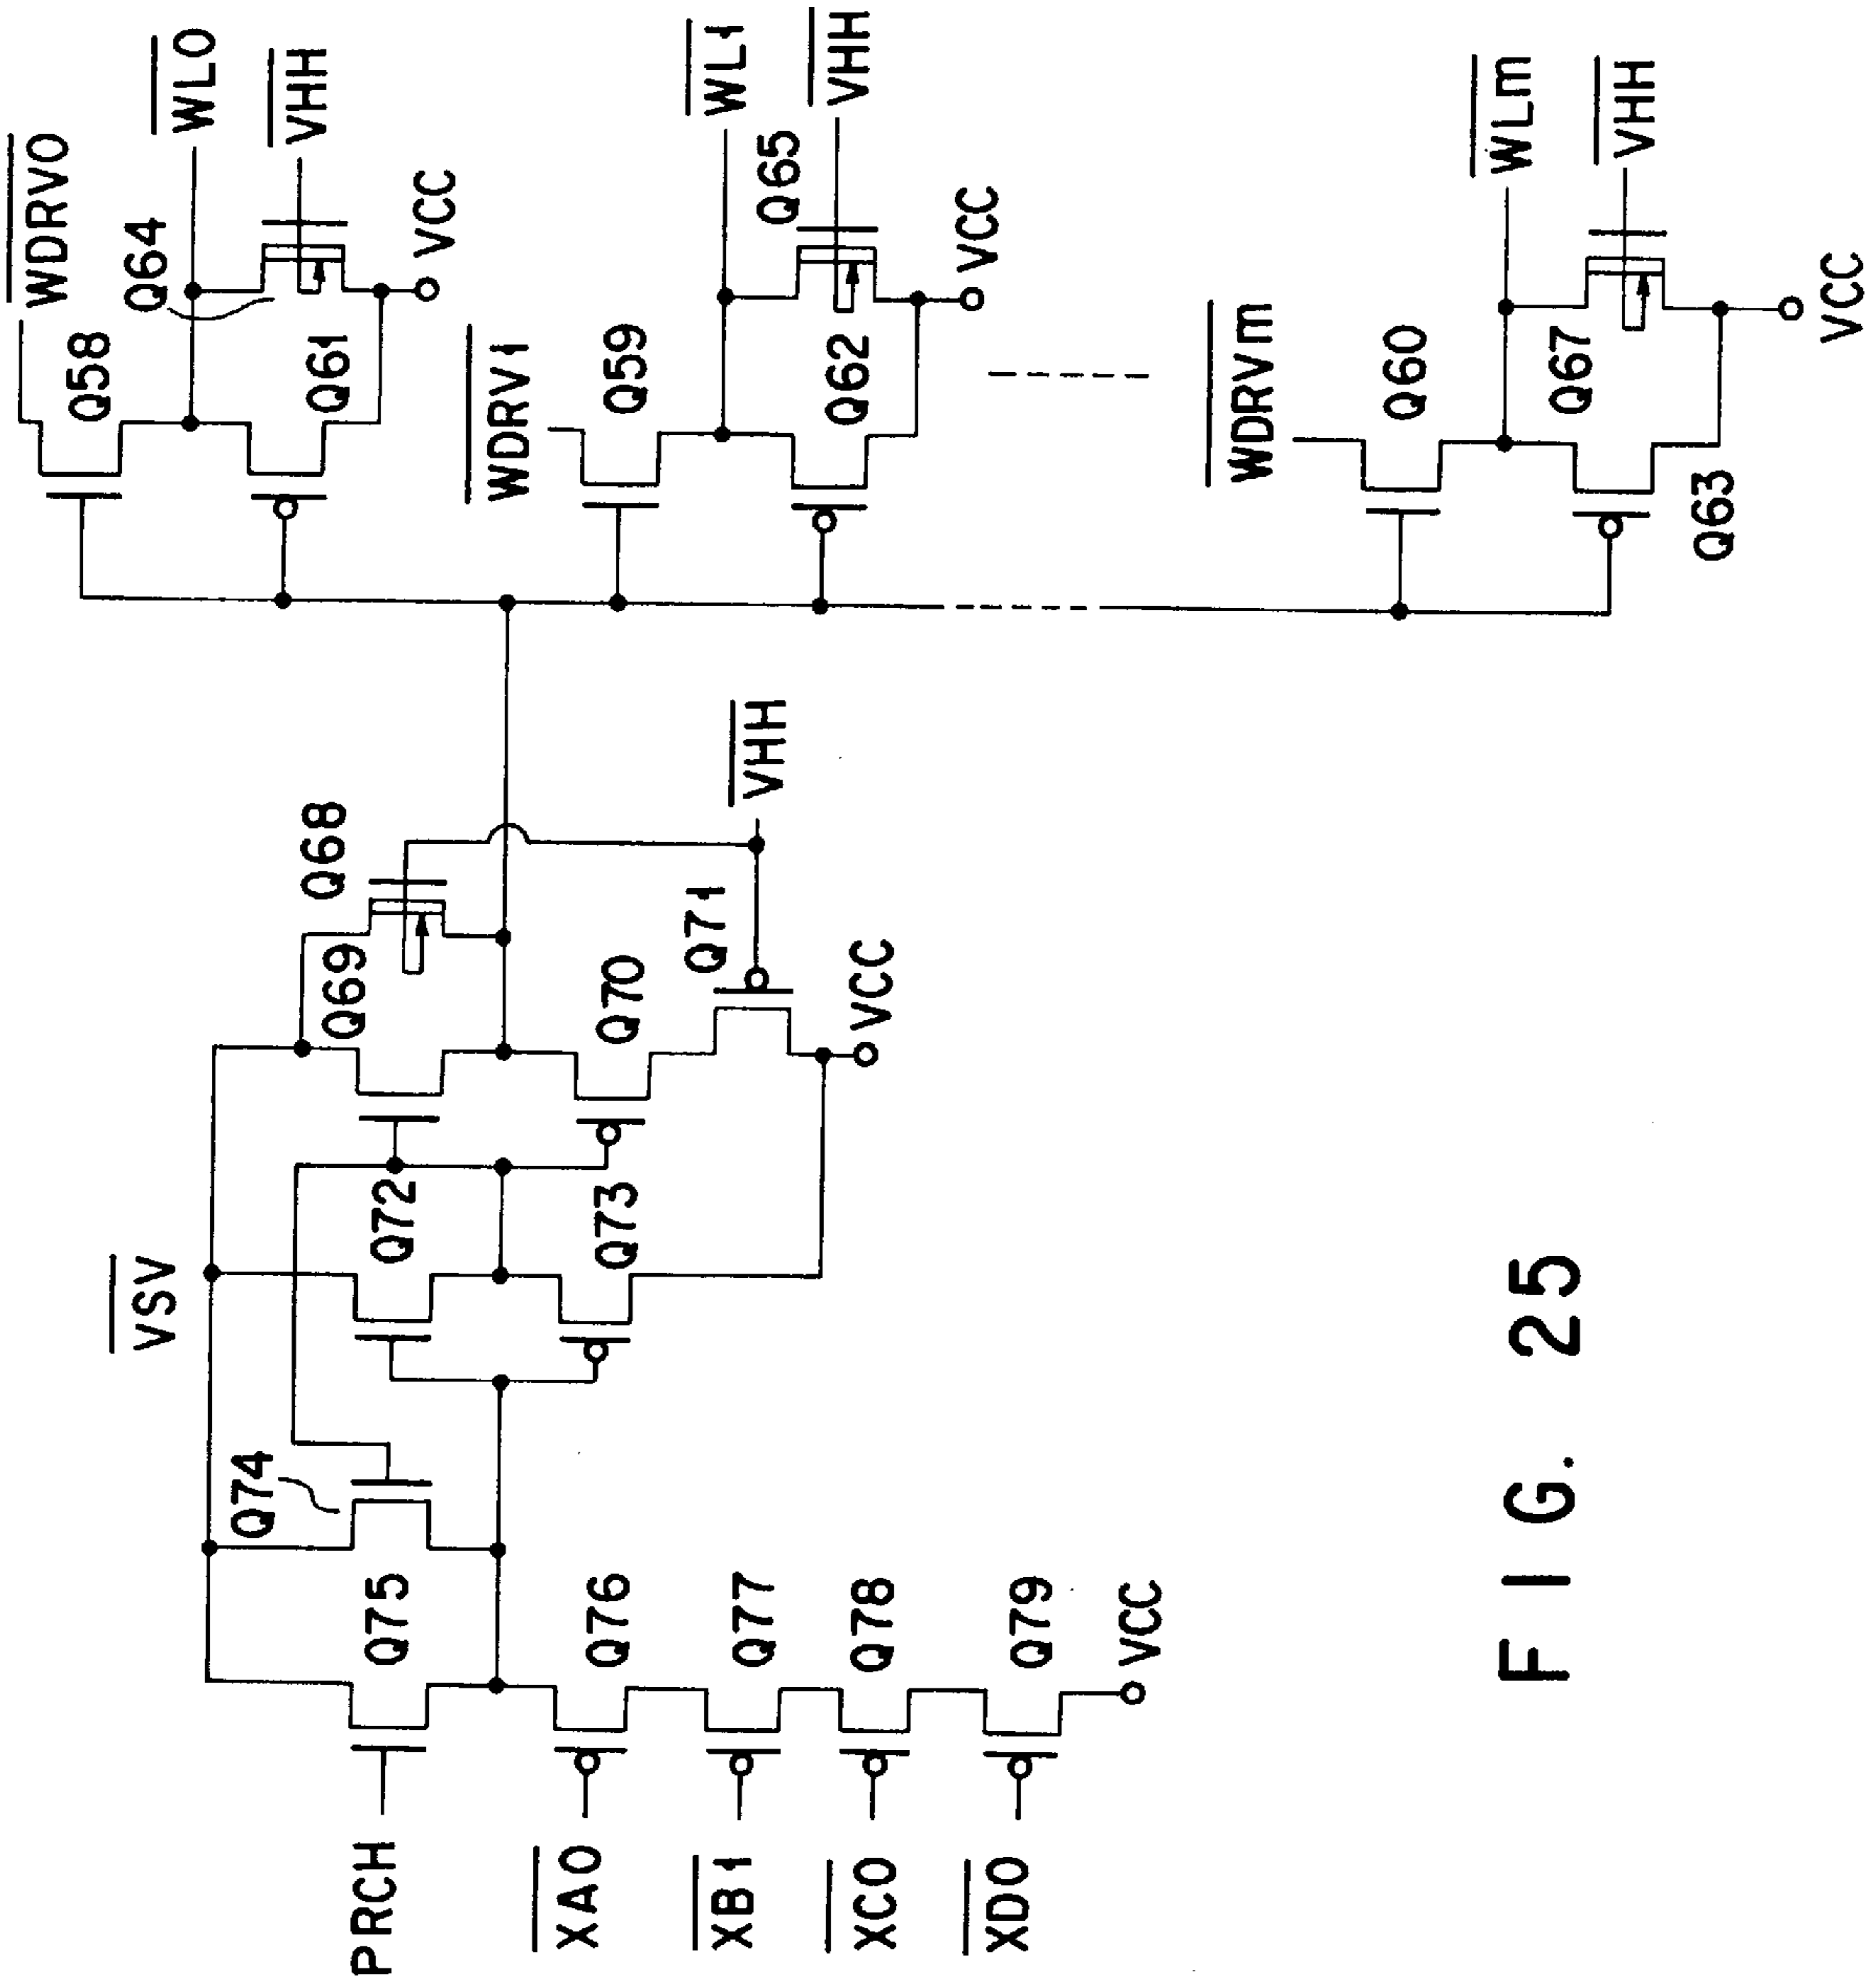 WDRV0
Q58
Q64
VSV
WL0
Q74
VHH
Q68
Q61
Q69
PRCH
Q75
Q72
VCC
WDRV1
XA0
Q76
Q73
Q70
Q59
Q71
WL1
XB1
Q77
VHH
Q65
Q62
VHH
XC0
Q78
VCC
VCC
XD0
Q79
VCC
WDRVm
Q60
WLm
Q67
VHH
Q63
VCC
FIG. 25